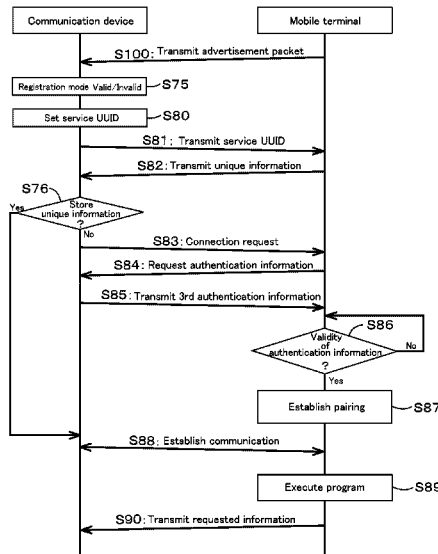 Communication device
Mobile terminal
S100: Transmit advertisement packet
Registration mode Valid/Invalid
S75
Set service UUID
S80
S81: Transmit service UUID
S82: Transmit unique information
S76
Yes
Store
unique information
?
No
S83: Connection request
S84: Request authentication information
S85: Transmit 3rd authentication information
S86
Validity
of
authentication information
?
No
Yes
Establish pairing
S87
S88: Establish communication
Execute program
S89
S90: Transmit requested information